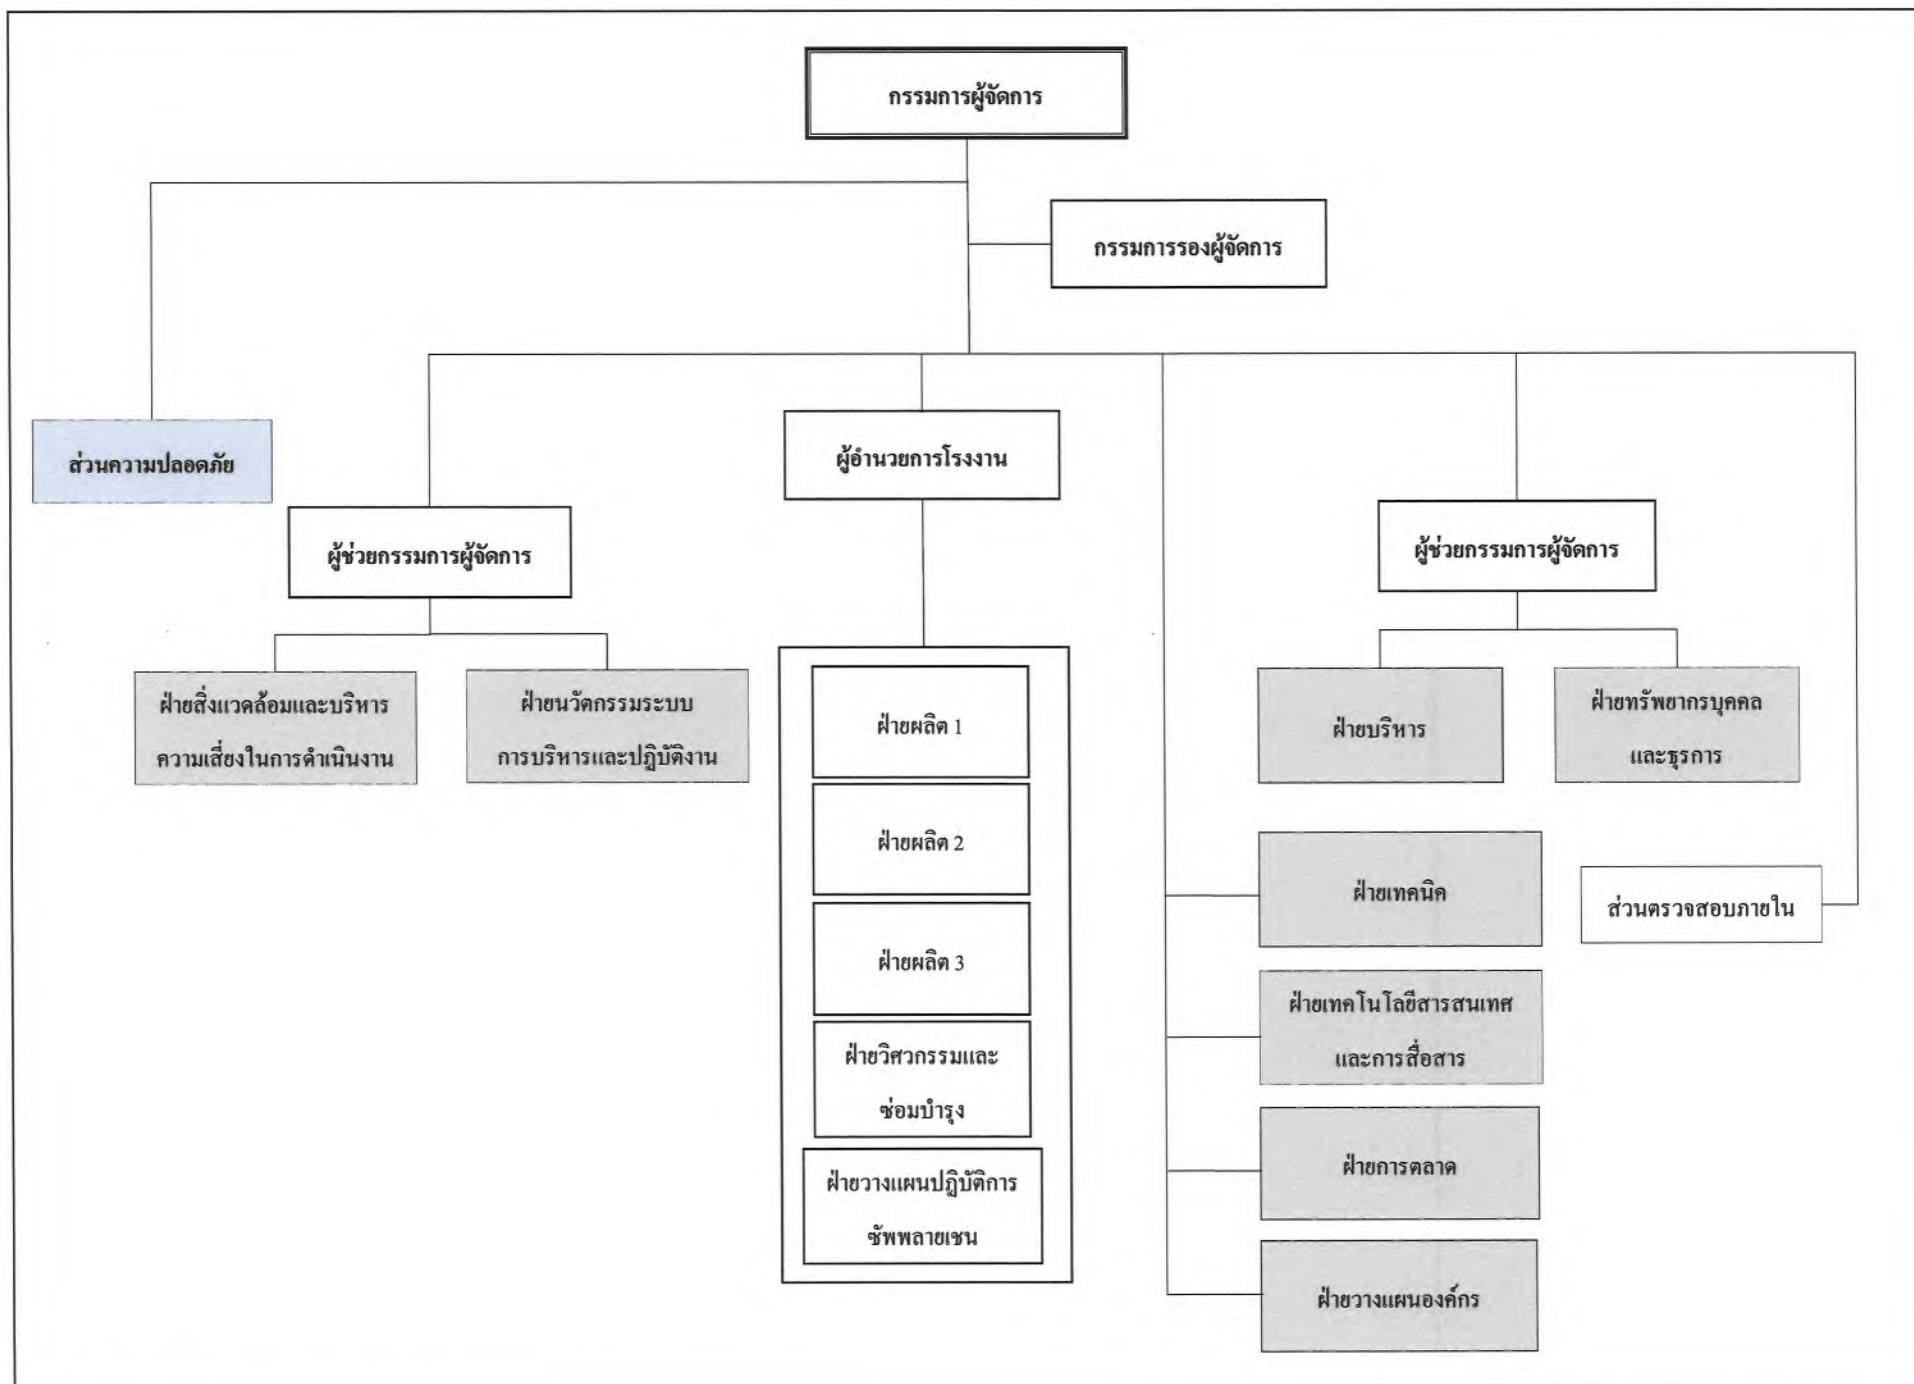 กรรมการผู้จัดการ
กรรมการรองผู้จัดการ
ส่วนความปลอดภัย
ผู้อำนวยการโรงงาน
ผู้ช่วยกรรมการผู้จัดการ
ผู้ช่วยกรรมการผู้จัดการ
ฝ่ายสิ่งแวดล้อมและบริหาร
ความเสี่ยงในการดำเนินงาน
ฝ่ายนวัตกรรมระบบ
การบริหารและปฏิบัติงาน
ฝ่ายผลิต 1
ฝ่ายผลิต 2
ฝ่ายผลิต 3
ฝ่ายวิศวกรรมและ
ซ่อมบำรุง
ฝ่ายวางแผนปฏิบัติการ
ซัพพลายเชน
ฝ่ายบริหาร
ฝ่ายทรัพยากรบุคคล
และธุรการ
ฝ่ายเทคนิค
ส่วนตรวจสอบภายใน
ฝ่ายเทคโนโลยีสารสนเทศ
และการสื่อสาร
ฝ่ายการตลาด
ฝ่ายวางแผนองค์กร